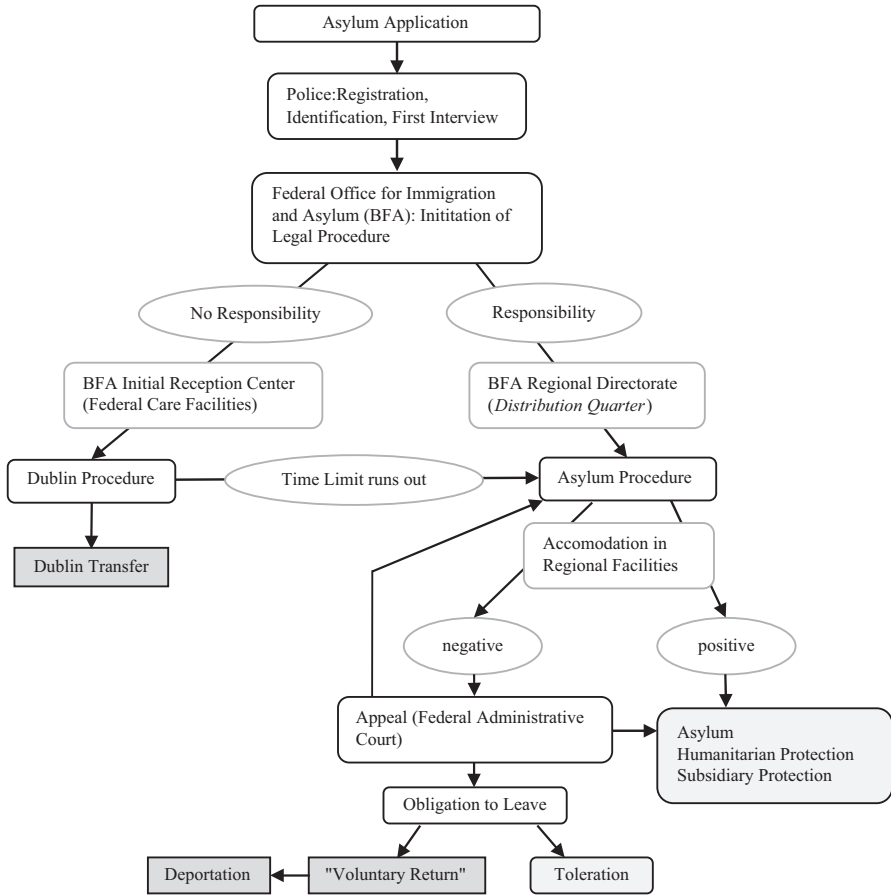 Asylum Application
Police:Registration,
Identification, First Interview
Federal Office for Immigration
and Asylum (BFA): Inititation of
Legal Procedure
No Responsibility
Responsibility
BFA Initial Reception Center
(Federal Care Facilities)
BFA Regional Directorate
(Distribution Quarter)
Dublin Procedure
Time Limit runs out
Asylum Procedure
Dublin Transfer
Accomodation in
Regional Facilities
negative
positive
Appeal (Federal Administrative
Court)
Asylum
Humanitarian Protection
Subsidiary Protection
Obligation to Leave
Deportation
"Voluntary Return"
Toleration